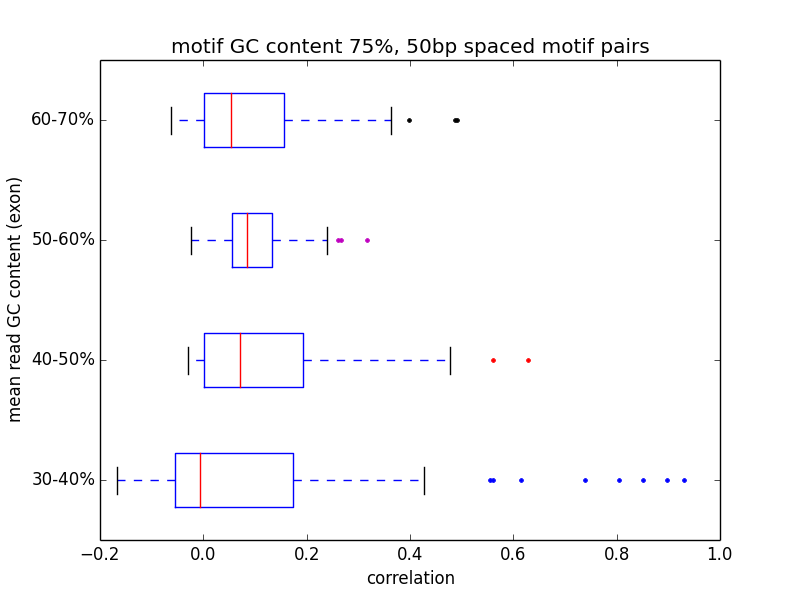 motif GC content 75%, 50bp spaced motif pairs
60-70%
50-60%
40-50%
30-40%
mean read GC content (exon)
−0.2 0.0 0.2 0.4 0.6 0.8 1.0
correlation